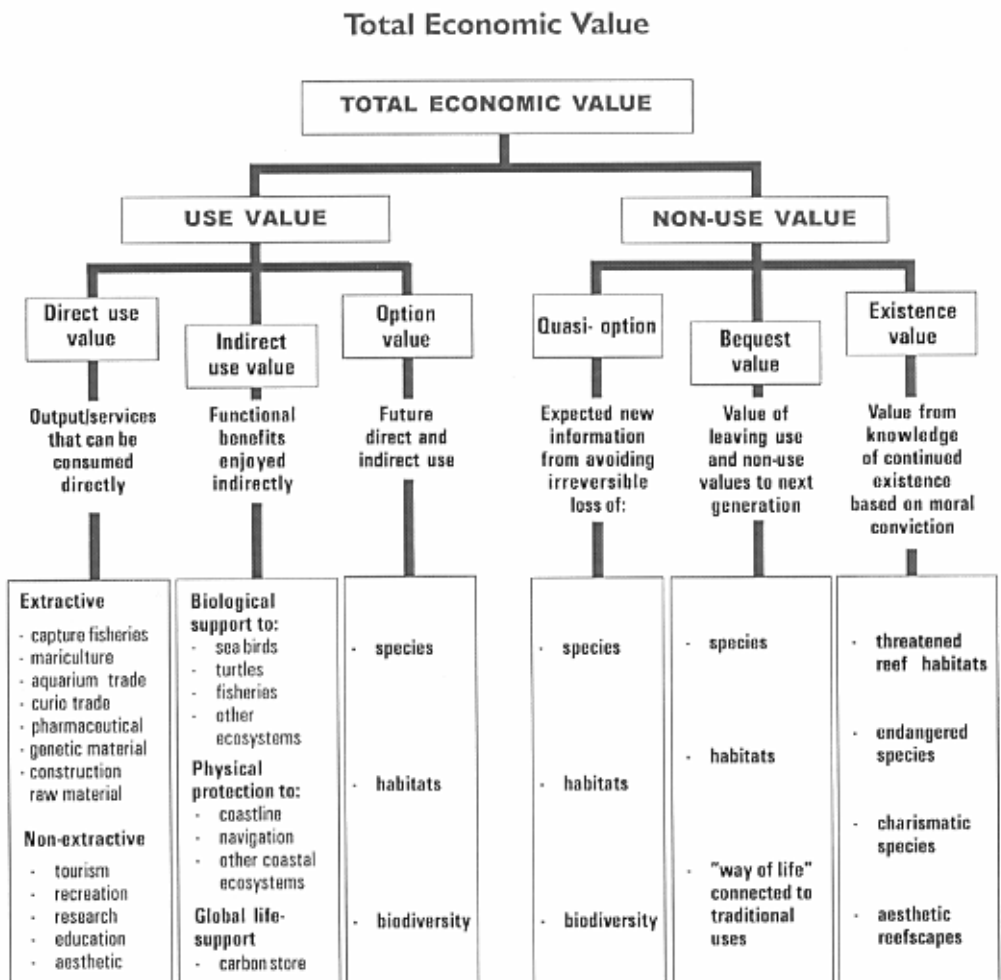 Total Economic Value
TOTAL ECONOMIC VALUE
USE VALUE
NON-USE VALUE
Direct use
value
Indirect
use value
Option
value
Quasi- option
Bequest
value
Existence
value
Output/services
that can be
consumed
directly
Functional
benefits
enjoyed
indirectly
Future
direct and
indirect use
Expected new
information
from avoiding
irreversible
loss of:
Value of
leaving use
and non-use
values to next
generation
Value from
knowledge
of continued
existence
based on moral
conviction
Extractive
- capture fisheries
- mariculture
- aquarium trade
- curio trade
- pharmaceutical
- genetic material
- construction
raw material
Non-extractive
- tourism
- recreation
- research
- education
- aesthetic
Biological
support to:
- sea birds
- turtles
- fisheries
- other
ecosystems
Physical
protection to:
- coastline
- navigation
- other coastal
ecosystems
Global life-
support
- carbon store
- species
- habitats
- biodiversity
- species
- habitats
- biodiversity
- species
- habitats
- "way of life"
connected to
traditional
uses
- threatened
reef habitats
- endangered
species
- charismatic
species
- aesthetic
reefscapes